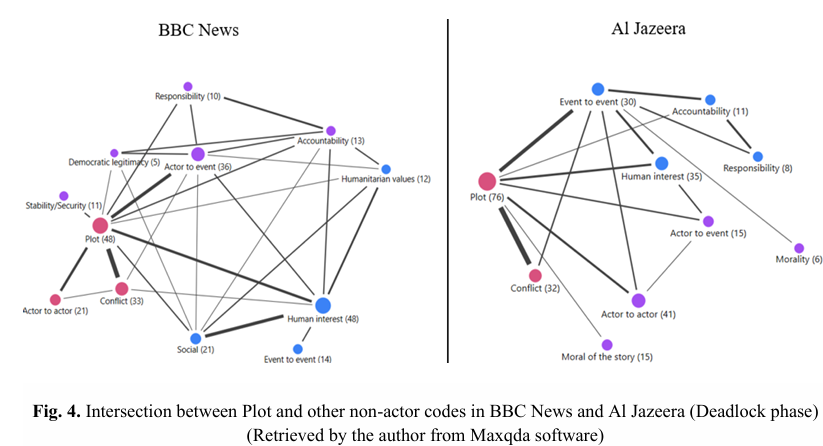 BBC News
Al Jazeera
Responsibility (10)
Accountability (13)
Democratic legitimacy (5)
Actor to event (36)
Humanitarian values (12)
Stability/Security (11)
Plot (48)
Actor to actor (21)
Conflict (33)
Human interest (48)
Social (21)
Event to event (14)
Event to event (30)
Accountability (11)
Responsibility (8)
Human interest (35)
Plot (76)
Actor to event (15)
Morality (6)
Conflict (32)
Actor to actor (41)
Moral of the story (15)
Fig. 4. Intersection between Plot and other non-actor codes in BBC News and Al Jazeera (Deadlock phase)
(Retrieved by the author from Maxqda software)